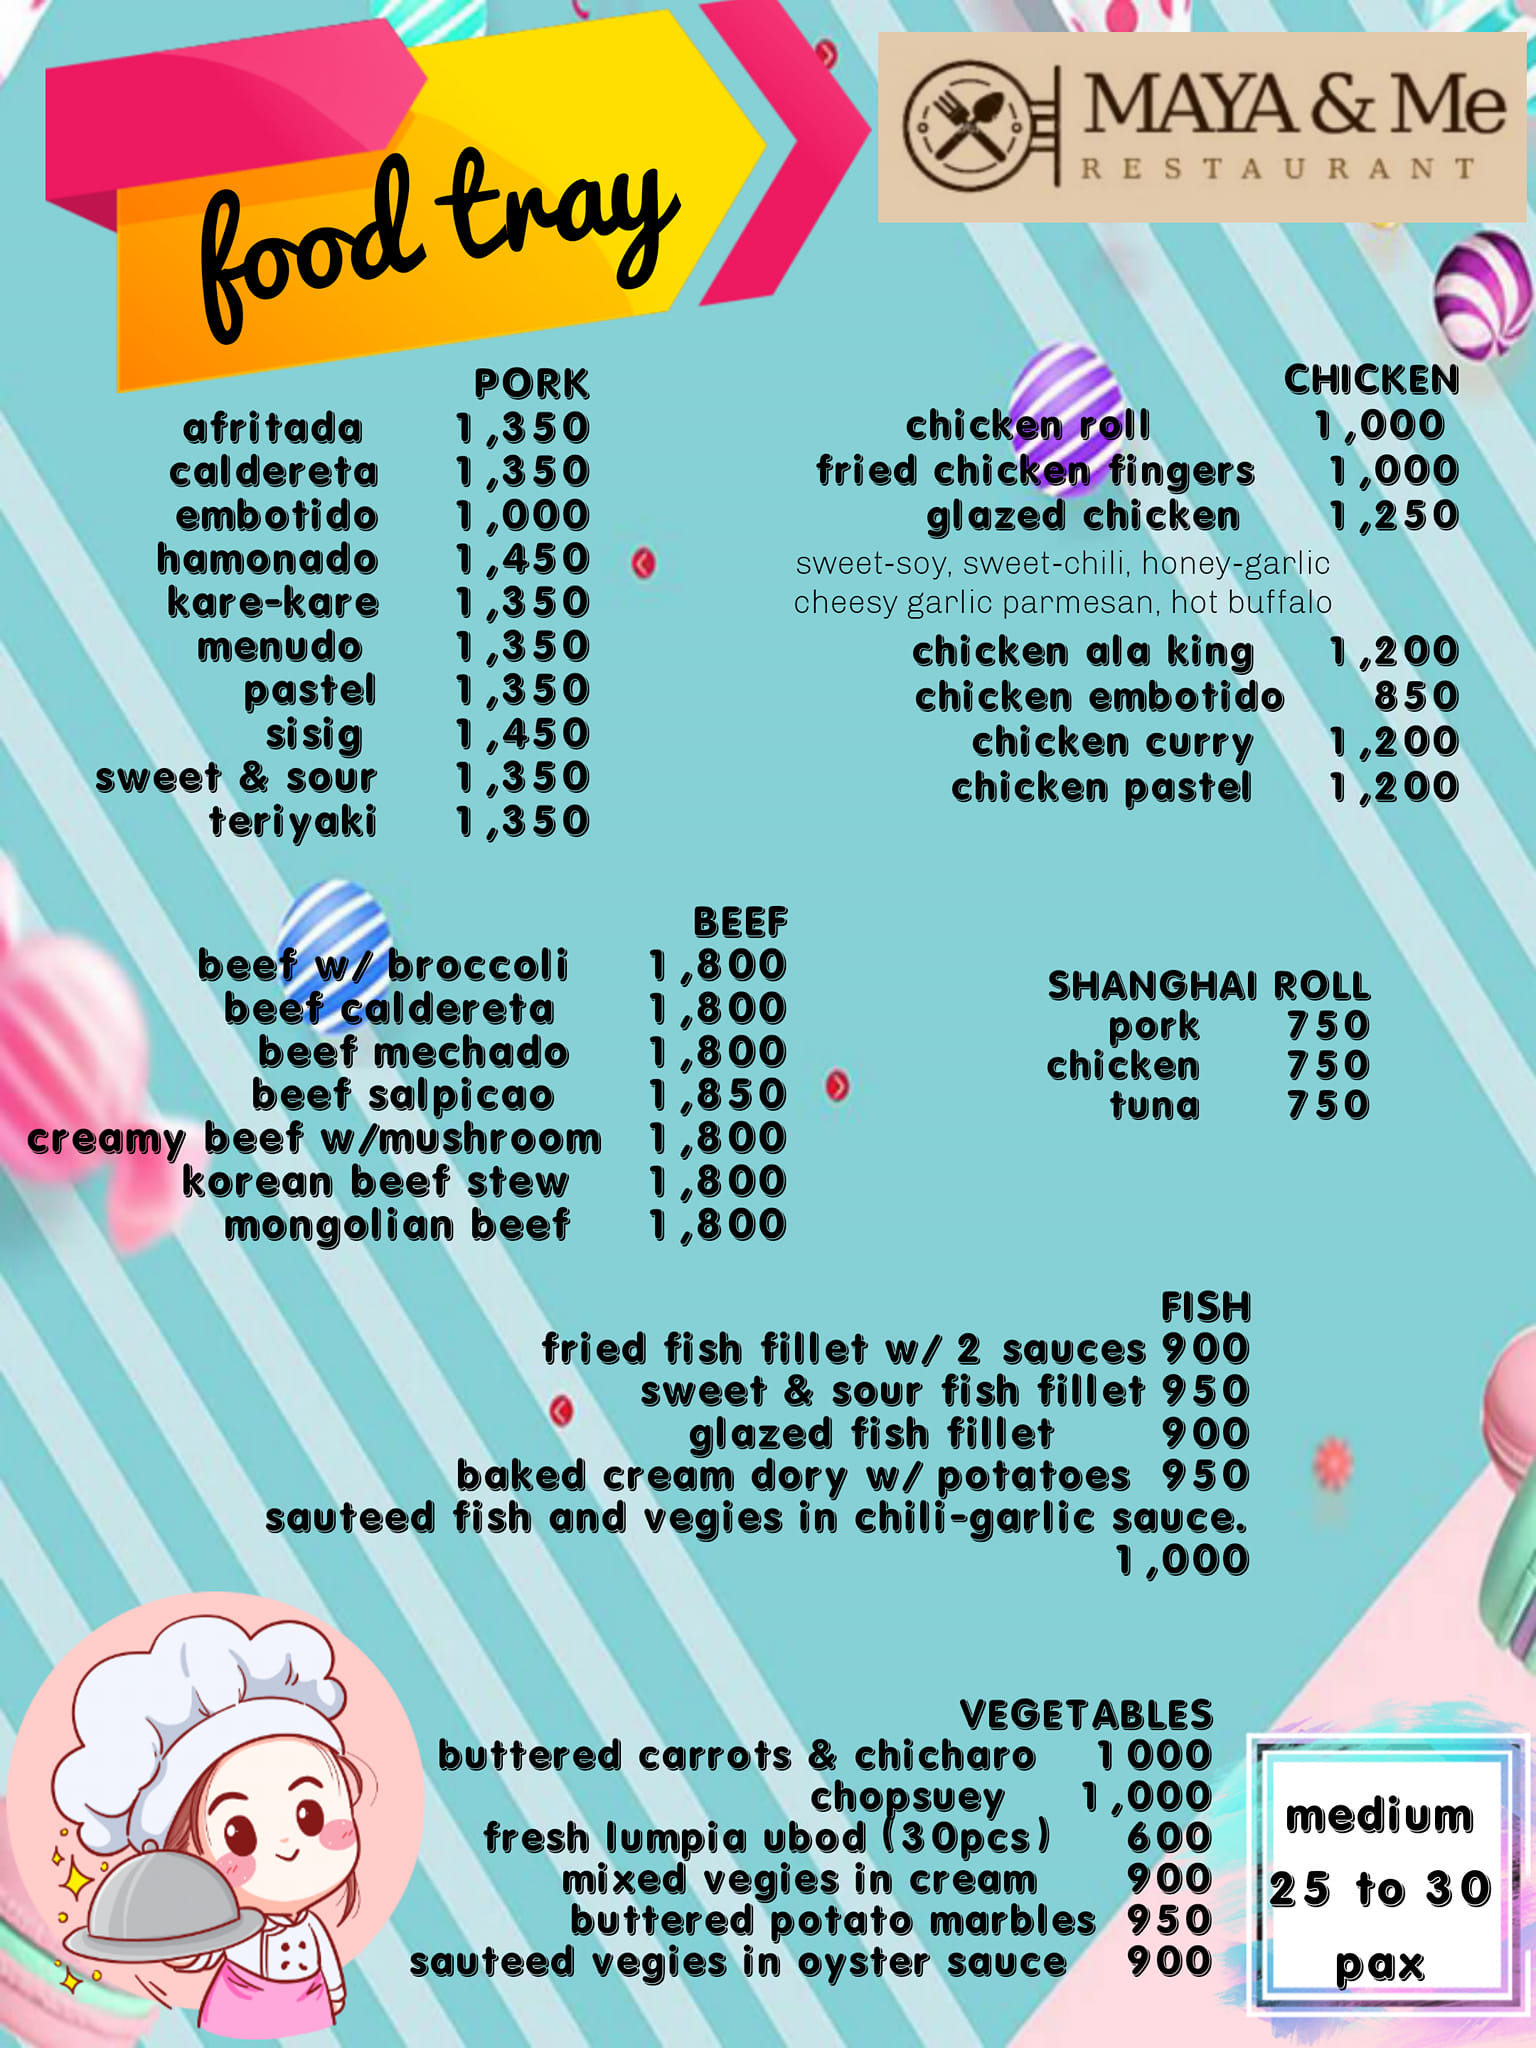 food tray
MAYA & Me
RESTAURANT
PORK
afritada 1,350
caldereta 1,350
embotido 1,000
hamonado 1,450
kare-kare 1,350
menudo 1,350
pastel 1,350
sisig 1,450
sweet & sour 1,350
teriyaki 1,350
CHICKEN
chicken roll 1,000
fried chicken fingers 1,000
glazed chicken 1,250
sweet-soy, sweet-chili, honey-garlic
cheesy garlic parmesan, hot buffalo
chicken ala king 1,200
chicken embotido 850
chicken curry 1,200
chicken pastel 1,200
BEEF
beef w/ broccoli 1,800
beef caldereta 1,800
beef mechado 1,800
beef salpicao 1,850
creamy beef w/mushroom 1,800
korean beef stew 1,800
mongolian beef 1,800
SHANGHAI ROLL
pork 750
chicken 750
tuna 750
FISH
fried fish fillet w/ 2 sauces 900
sweet & sour fish fillet 950
glazed fish fillet 900
baked cream dory w/ potatoes 950
sauteed fish and vegies in chili-garlic sauce.
1,000
VEGETABLES
buttered carrots & chicharo 1000
chopsuey 1,000
fresh lumpia ubod (30pcs) 600
mixed vegies in cream 900
buttered potato marbles 950
sauteed vegies in oyster sauce 900
medium
25 to 30
pax